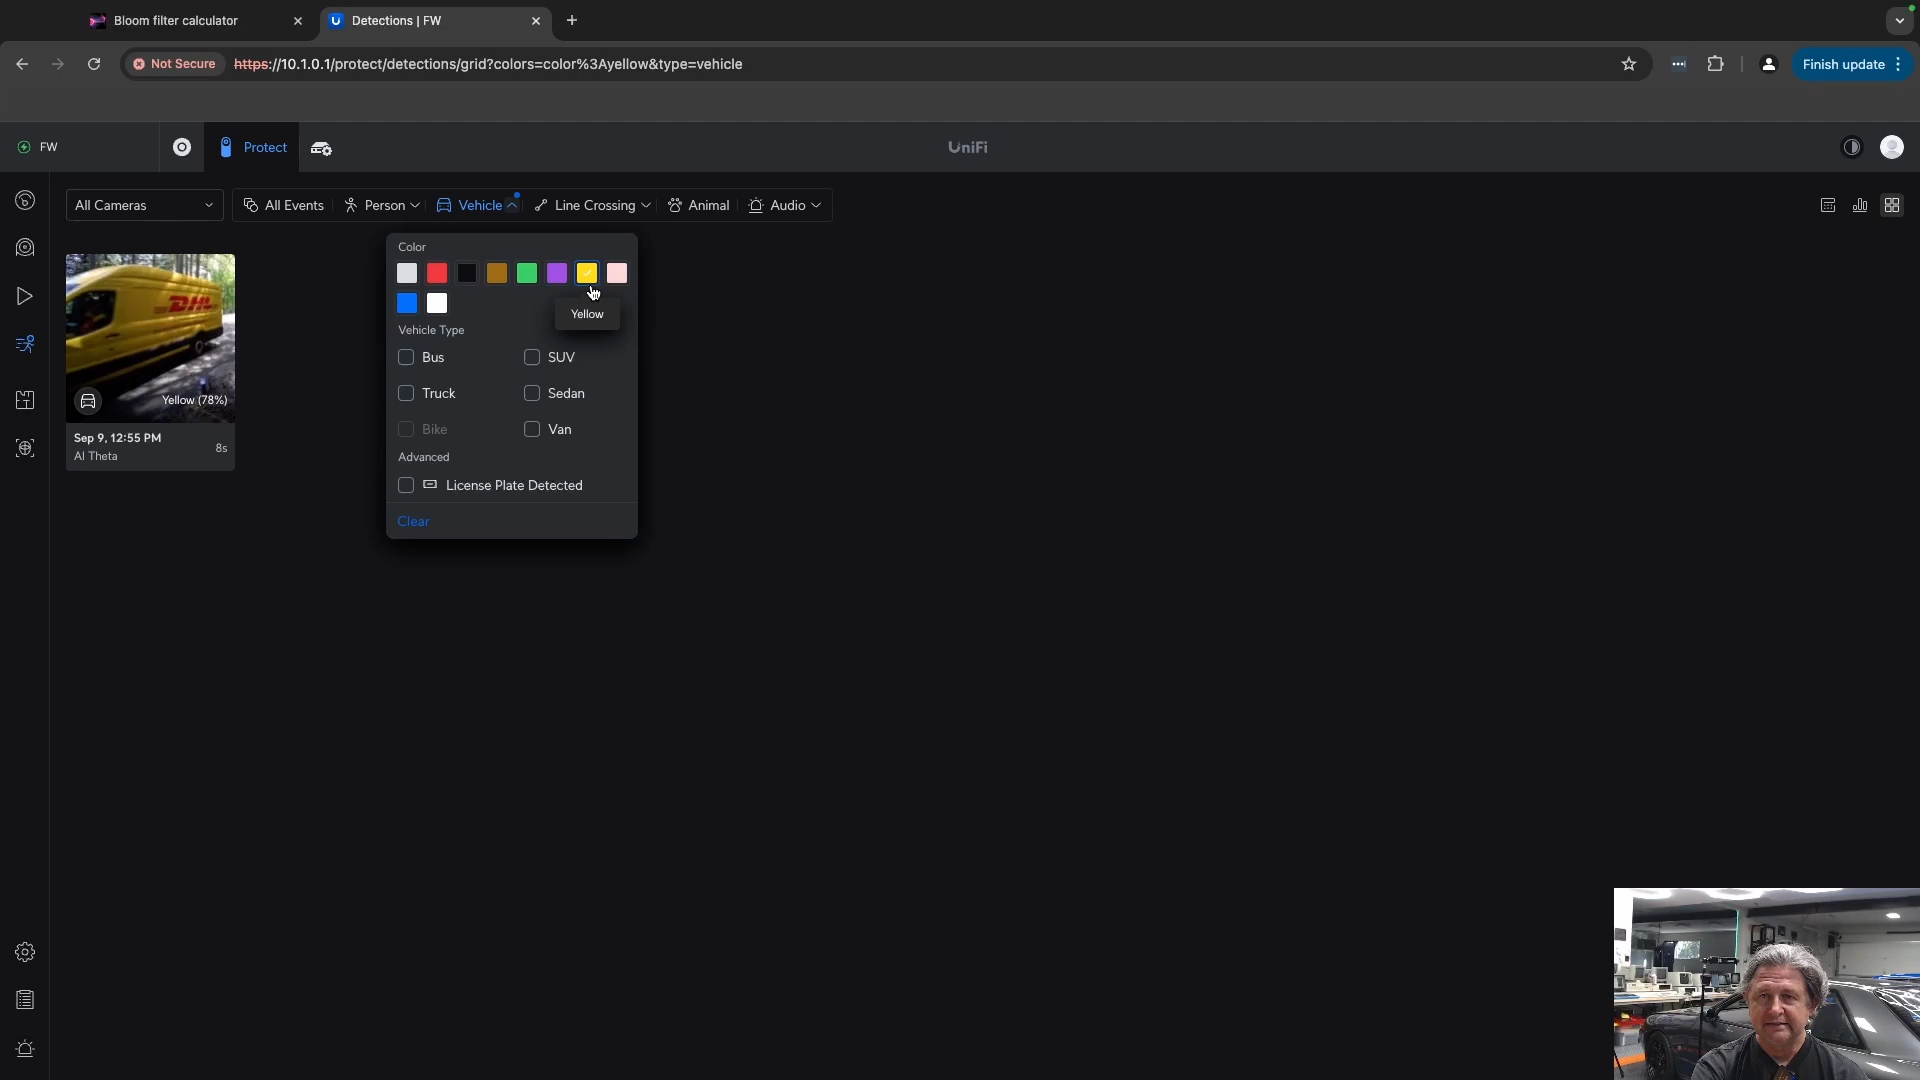 Bloom filter calculator
Detections | FW
Not Secure
https://10.1.0.1/protect/detections/grid?colors=color%3Ayellow&type=vehicle
Finish update
FW
Protect
UniFi
All Cameras
All Events
Person
Vehicle
Line Crossing
Animal
Audio
Color
Yellow
Vehicle Type
Bus
SUV
Truck
Sedan
Bike
Van
Advanced
License Plate Detected
Clear
DHL
Yellow (78%)
Sep 9, 12:55 PM
8s
AI Theta